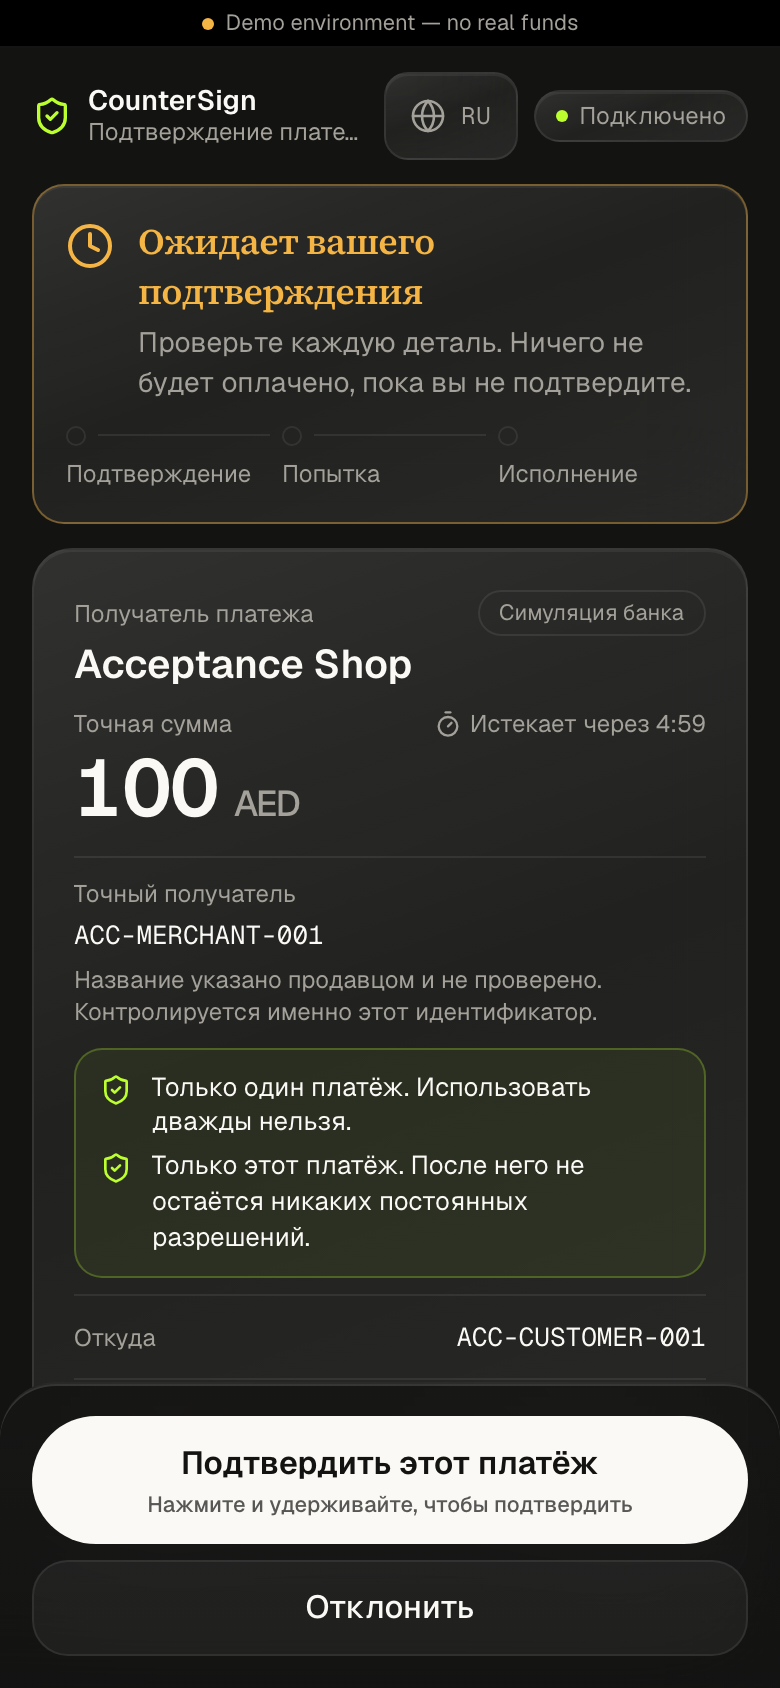 Demo environment — no real funds
CounterSign
Подтверждение плате...
RU
Подключено
Ожидает вашего
подтверждения
Проверьте каждую деталь. Ничего не
будет оплачено, пока вы не подтвердите.
Подтверждение
Попытка
Исполнение
Получатель платежа
Симуляция банка
Acceptance Shop
Точная сумма
Истекает через 4:59
100 AED
Точный получатель
ACC-MERCHANT-001
Название указано продавцом и не проверено.
Контролируется именно этот идентификатор.
Только один платёж. Использовать
дважды нельзя.
Только этот платёж. После него не
остаётся никаких постоянных
разрешений.
Откуда
ACC-CUSTOMER-001
Подтвердить этот платёж
Нажмите и удерживайте, чтобы подтвердить
Отклонить